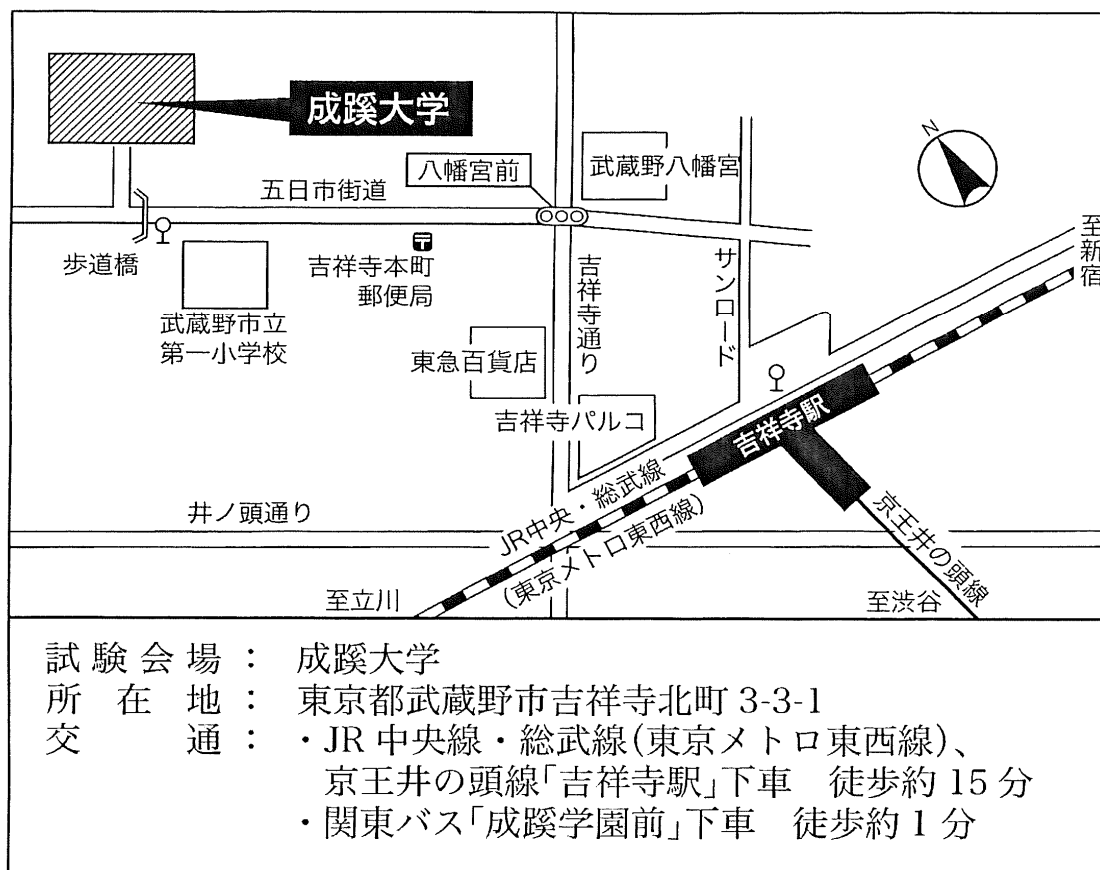 成蹊大学
N
八幡宮前
武蔵野八幡宮
五日市街道
至新宿
歩道橋
吉祥寺本町
郵便局
吉祥寺通り
サンロード
武蔵野市立
第一小学校
東急百貨店
吉祥寺パルコ
吉祥寺駅
井ノ頭通り
JR中央・総武線
(東京メトロ東西線)
京王井の頭線
至立川
至渋谷
試験会場： 成蹊大学
所在地： 東京都武蔵野市吉祥寺北町 3-3-1
交通： ・JR 中央線・総武線(東京メトロ東西線)、
京王井の頭線「吉祥寺駅」下車　徒歩約 15 分
・関東バス「成蹊学園前」下車　徒歩約 1 分